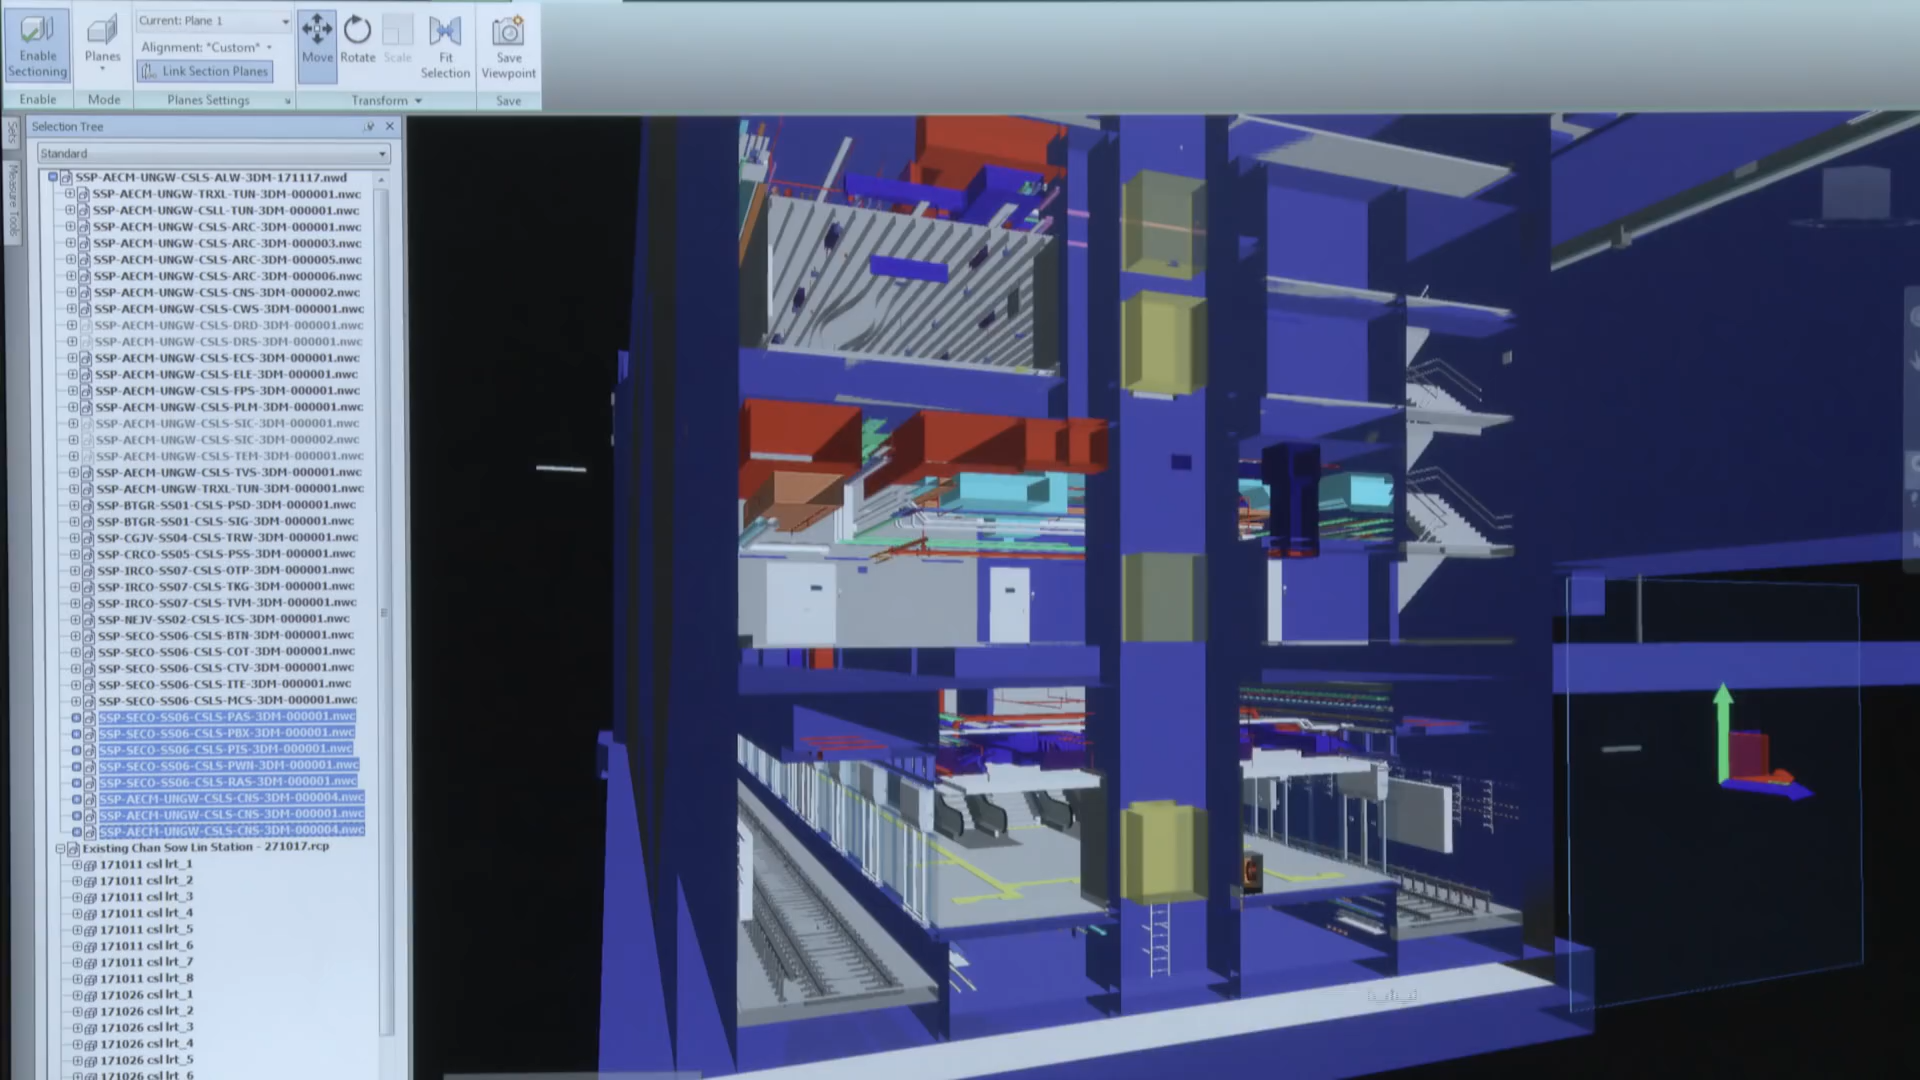 Enable Sectioning
Enable
Planes
Mode
Current: Plane 1
Alignment: *Custom*
Link Section Planes
Planes Settings
Move
Rotate
Scale
Fit Selection
Transform
Save Viewpoint
Save
Sets
Measure Tools
Selection Tree
Standard
SSP-AECM-UNGW-CSLS-ALW-3DM-171117.nwd
SSP-AECM-UNGW-TRXL-TUN-3DM-000001.nwc
SSP-AECM-UNGW-CSLL-TUN-3DM-000001.nwc
SSP-AECM-UNGW-CSLS-ARC-3DM-000001.nwc
SSP-AECM-UNGW-CSLS-ARC-3DM-000003.nwc
SSP-AECM-UNGW-CSLS-ARC-3DM-000005.nwc
SSP-AECM-UNGW-CSLS-ARC-3DM-000006.nwc
SSP-AECM-UNGW-CSLS-CNS-3DM-000002.nwc
SSP-AECM-UNGW-CSLS-CWS-3DM-000001.nwc
SSP-AECM-UNGW-CSLS-DRD-3DM-000001.nwc
SSP-AECM-UNGW-CSLS-DRS-3DM-000001.nwc
SSP-AECM-UNGW-CSLS-ECS-3DM-000001.nwc
SSP-AECM-UNGW-CSLS-ELE-3DM-000001.nwc
SSP-AECM-UNGW-CSLS-FPS-3DM-000001.nwc
SSP-AECM-UNGW-CSLS-PLM-3DM-000001.nwc
SSP-AECM-UNGW-CSLS-SIC-3DM-000001.nwc
SSP-AECM-UNGW-CSLS-SIC-3DM-000002.nwc
SSP-AECM-UNGW-CSLS-TEM-3DM-000001.nwc
SSP-AECM-UNGW-CSLS-TVS-3DM-000001.nwc
SSP-AECM-UNGW-TRXL-TUN-3DM-000001.nwc
SSP-BTGR-SS01-CSLS-PSD-3DM-000001.nwc
SSP-BTGR-SS01-CSLS-SIG-3DM-000001.nwc
SSP-CGJV-SS04-CSLS-TRW-3DM-000001.nwc
SSP-CRCO-SS05-CSLS-PSS-3DM-000001.nwc
SSP-IRCO-SS07-CSLS-OTP-3DM-000001.nwc
SSP-IRCO-SS07-CSLS-TKG-3DM-000001.nwc
SSP-IRCO-SS07-CSLS-TVM-3DM-000001.nwc
SSP-NEJV-SS02-CSLS-ICS-3DM-000001.nwc
SSP-SECO-SS06-CSLS-BTN-3DM-000001.nwc
SSP-SECO-SS06-CSLS-COT-3DM-000001.nwc
SSP-SECO-SS06-CSLS-CTV-3DM-000001.nwc
SSP-SECO-SS06-CSLS-ITE-3DM-000001.nwc
SSP-SECO-SS06-CSLS-MCS-3DM-000001.nwc
SSP-SECO-SS06-CSLS-PAS-3DM-000001.nwc
SSP-SECO-SS06-CSLS-PBX-3DM-000001.nwc
SSP-SECO-SS06-CSLS-PIS-3DM-000001.nwc
SSP-SECO-SS06-CSLS-PWN-3DM-000001.nwc
SSP-SECO-SS06-CSLS-RAS-3DM-000001.nwc
SSP-AECM-UNGW-CSLS-CNS-3DM-000004.nwc
SSP-AECM-UNGW-CSLS-CNS-3DM-000001.nwc
SSP-AECM-UNGW-CSLS-CNS-3DM-000004.nwc
Existing Chan Sow Lin Station - 271017.rcp
171011 csl lrt_1
171011 csl lrt_2
171011 csl lrt_3
171011 csl lrt_4
171011 csl lrt_5
171011 csl lrt_6
171011 csl lrt_7
171011 csl lrt_8
171026 csl lrt_1
171026 csl lrt_2
171026 csl lrt_3
171026 csl lrt_4
171026 csl lrt_5
171026 csl lrt_6